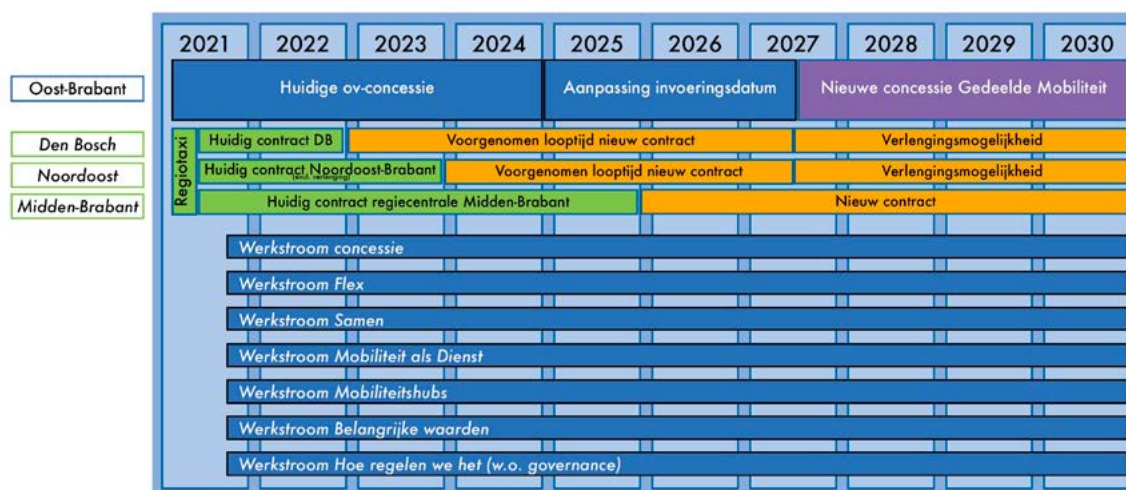 2021 2022 2023 2024 2025 2026 2027 2028 2029 2030
Oost-Brabant Huidige ov-concessie Aanpassing invoeringsdatum Nieuwe concessie Gedeelde Mobiliteit
Regiotaxi
Den Bosch Huidig contract DB Voorgenomen looptijd nieuw contract Verlengingsmogelijkheid
Noordoost Huidig contract Noordoost-Brabant Voorgenomen looptijd nieuw contract Verlengingsmogelijkheid
(excl. verlenging)
Midden-Brabant Huidig contract regiecentrale Midden-Brabant Nieuw contract
Werkstroom concessie
Werkstroom Flex
Werkstroom Samen
Werkstroom Mobiliteit als Dienst
Werkstroom Mobiliteitshubs
Werkstroom Belangrijke waarden
Werkstroom Hoe regelen we het (w.o. governance)